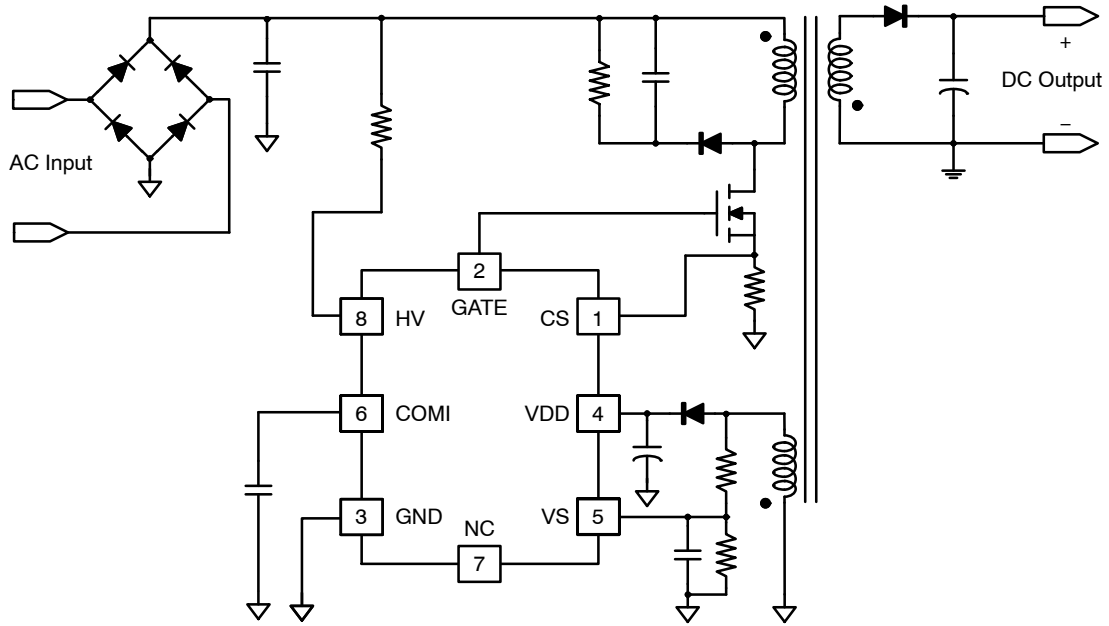 +
DC Output
−
AC Input
2
GATE
8
HV
CS
1
6
COMI
VDD
4
3
GND
NC
VS
5
7